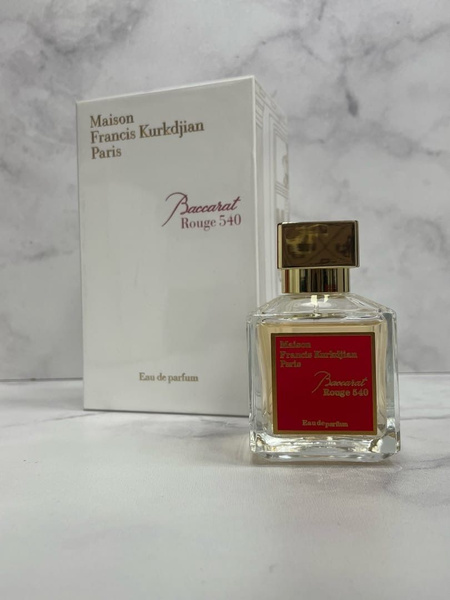 Maison
Francis Kurkdjian
Paris
Baccarat
Rouge 540
Eau de parfum
Maison
Francis Kurkdjian
Paris
Baccarat
Rouge 540
Eau de parfum